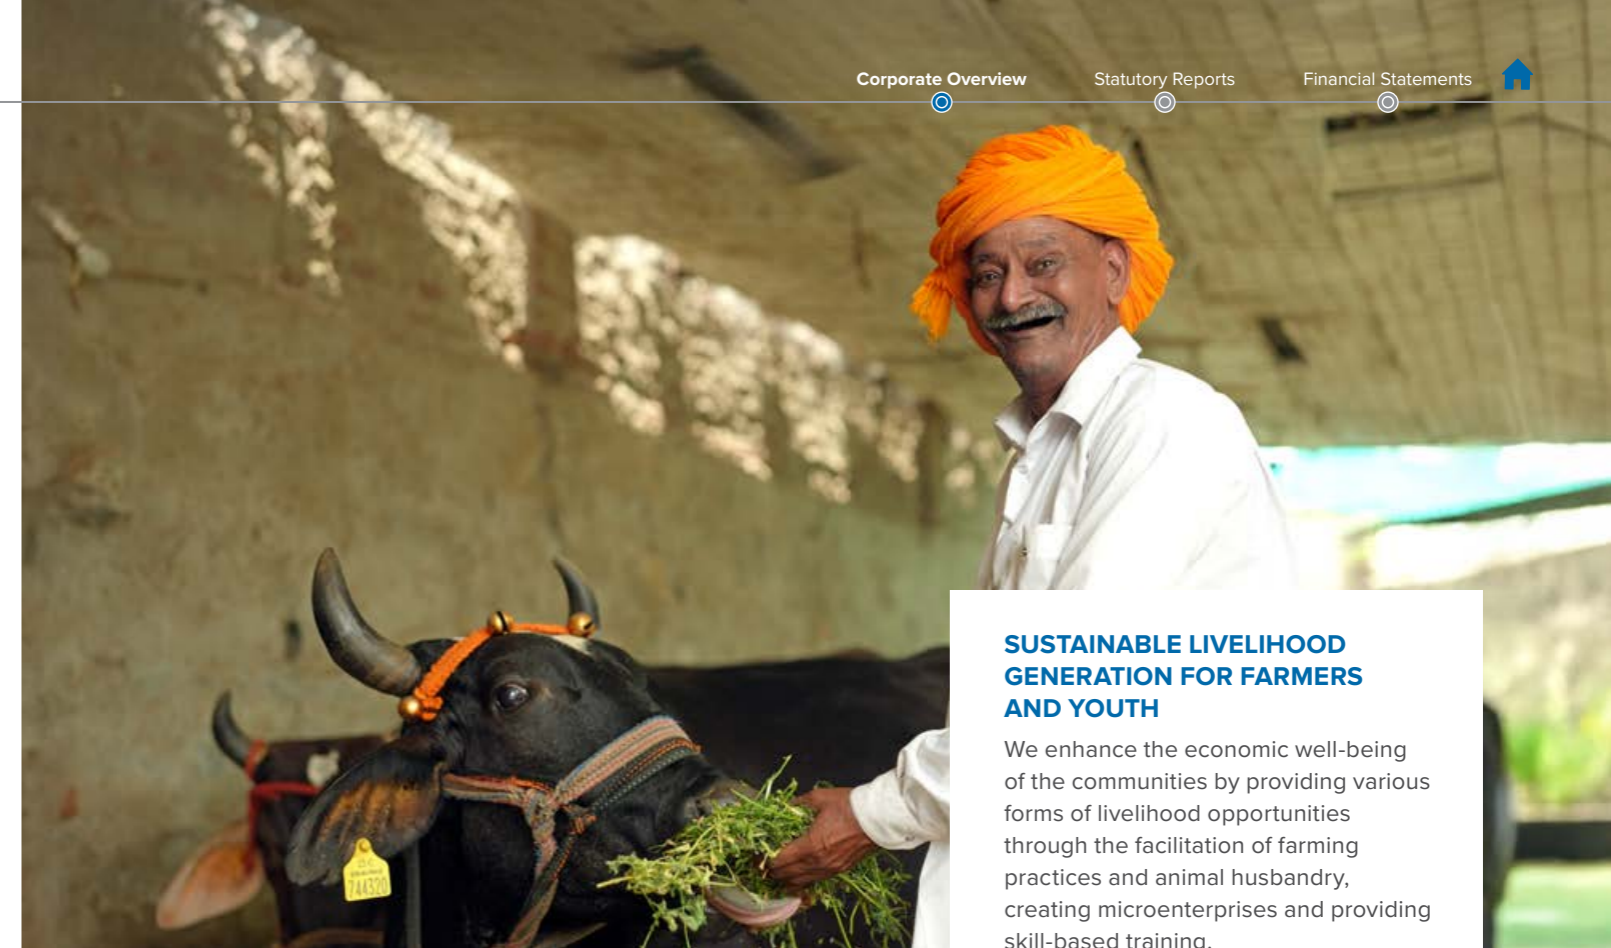 Corporate Overview
Statutory Reports
Financial Statements
744320
SUSTAINABLE LIVELIHOOD
GENERATION FOR FARMERS
AND YOUTH
We enhance the economic well-being
of the communities by providing various
forms of livelihood opportunities
through the facilitation of farming
practices and animal husbandry,
creating microenterprises and providing
skill-based training.